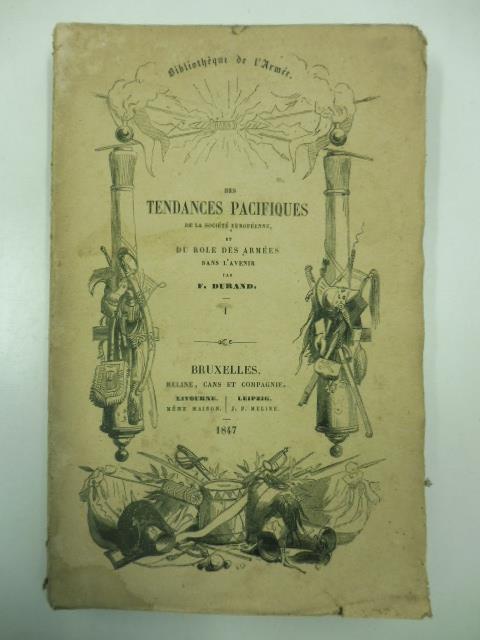 Bibliothèque de l'Armée.
DES
TENDANCES PACIFIQUES
DE LA SOCIÉTÉ EUROPÉENNE,
ET
DU ROLE DES ARMÉES
DANS L'AVENIR
PAR
F. DURAND.
I
BRUXELLES.
MELINE, CANS ET COMPAGNIE.
LIVOURNE. LEIPZIG.
MÊME MAISON. J. P. MELINE.
1847